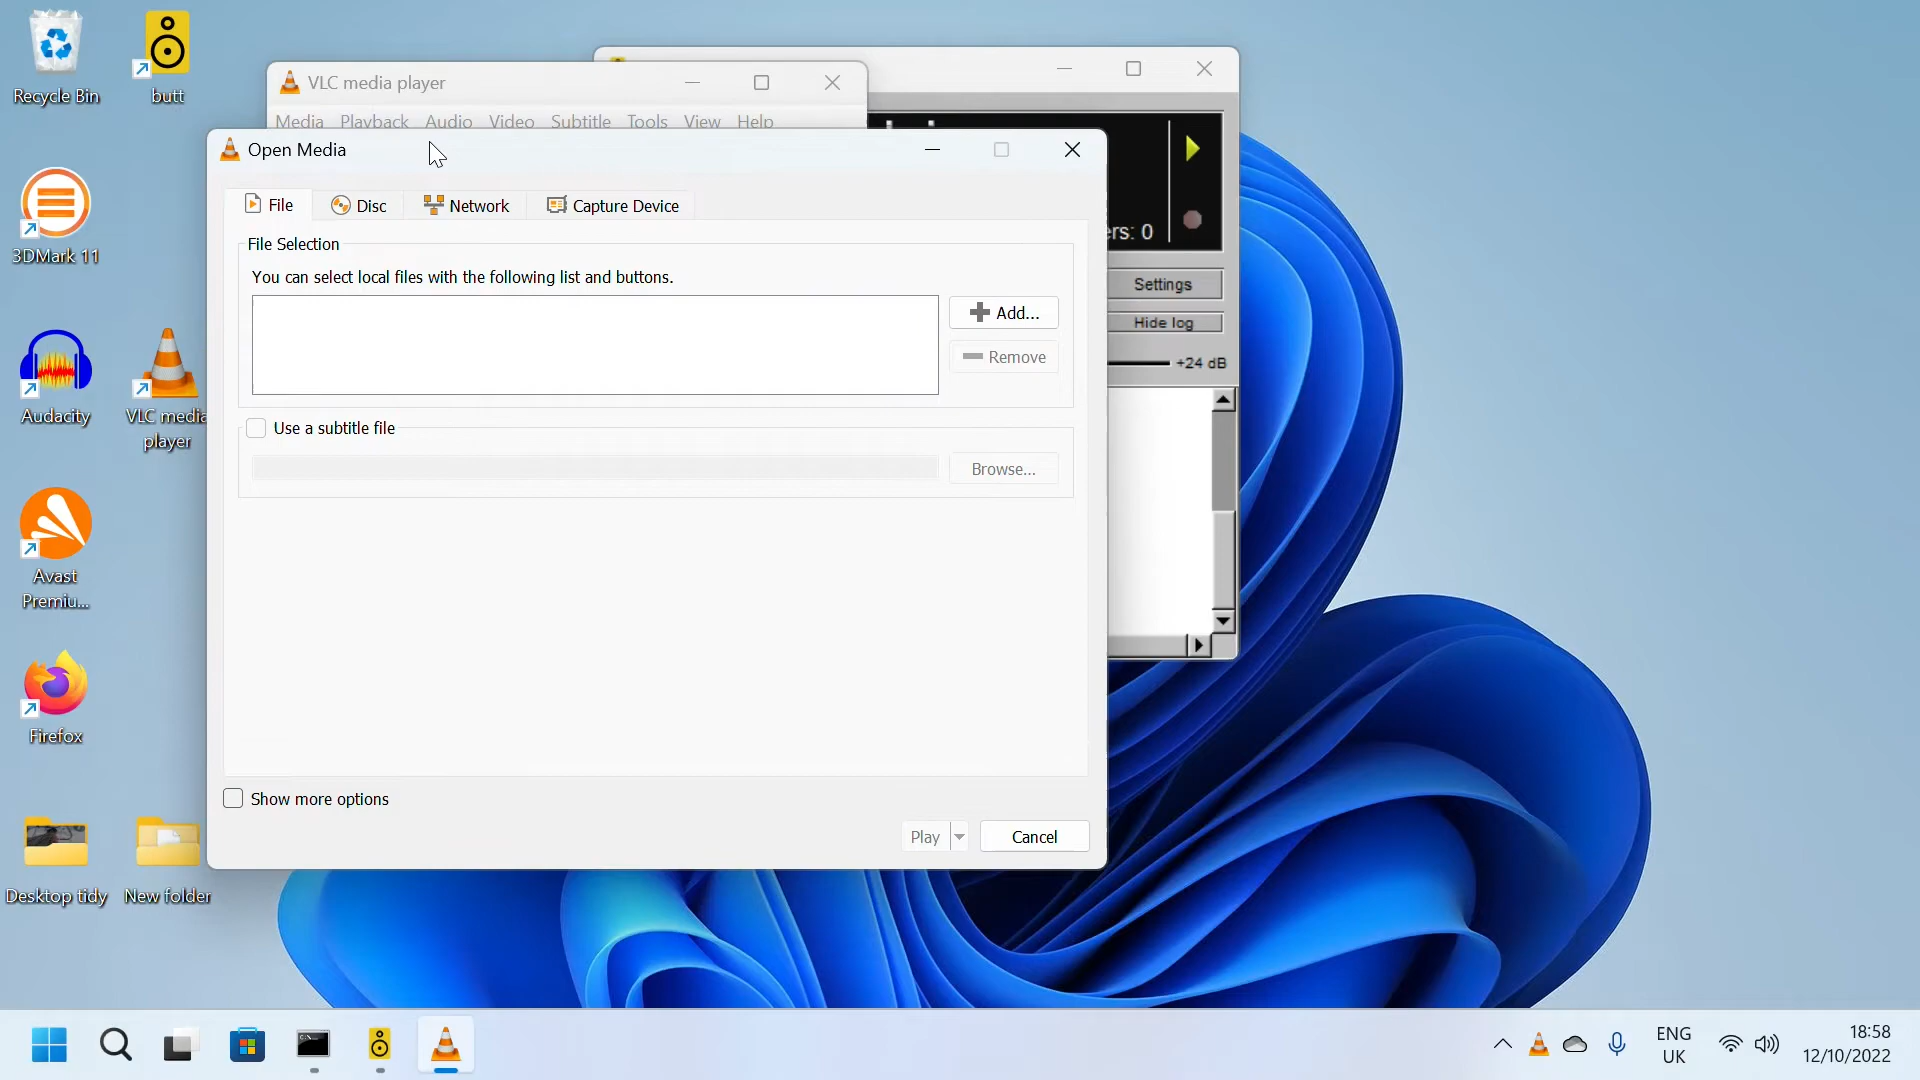 Recycle Bin
butt
3DMark 11
Audacity
VLC media
player
Avast
Premiu...
Firefox
Desktop tidy
New folder
VLC media player
Media Playback Audio Video Subtitle Tools View Help
Open Media
File
Disc
Network
Capture Device
File Selection
You can select local files with the following list and buttons.
Add...
Remove
Use a subtitle file
Browse...
Show more options
Play
Cancel
ers: 0
Settings
Hide log
+24 dB
ENG
UK
18:58
12/10/2022